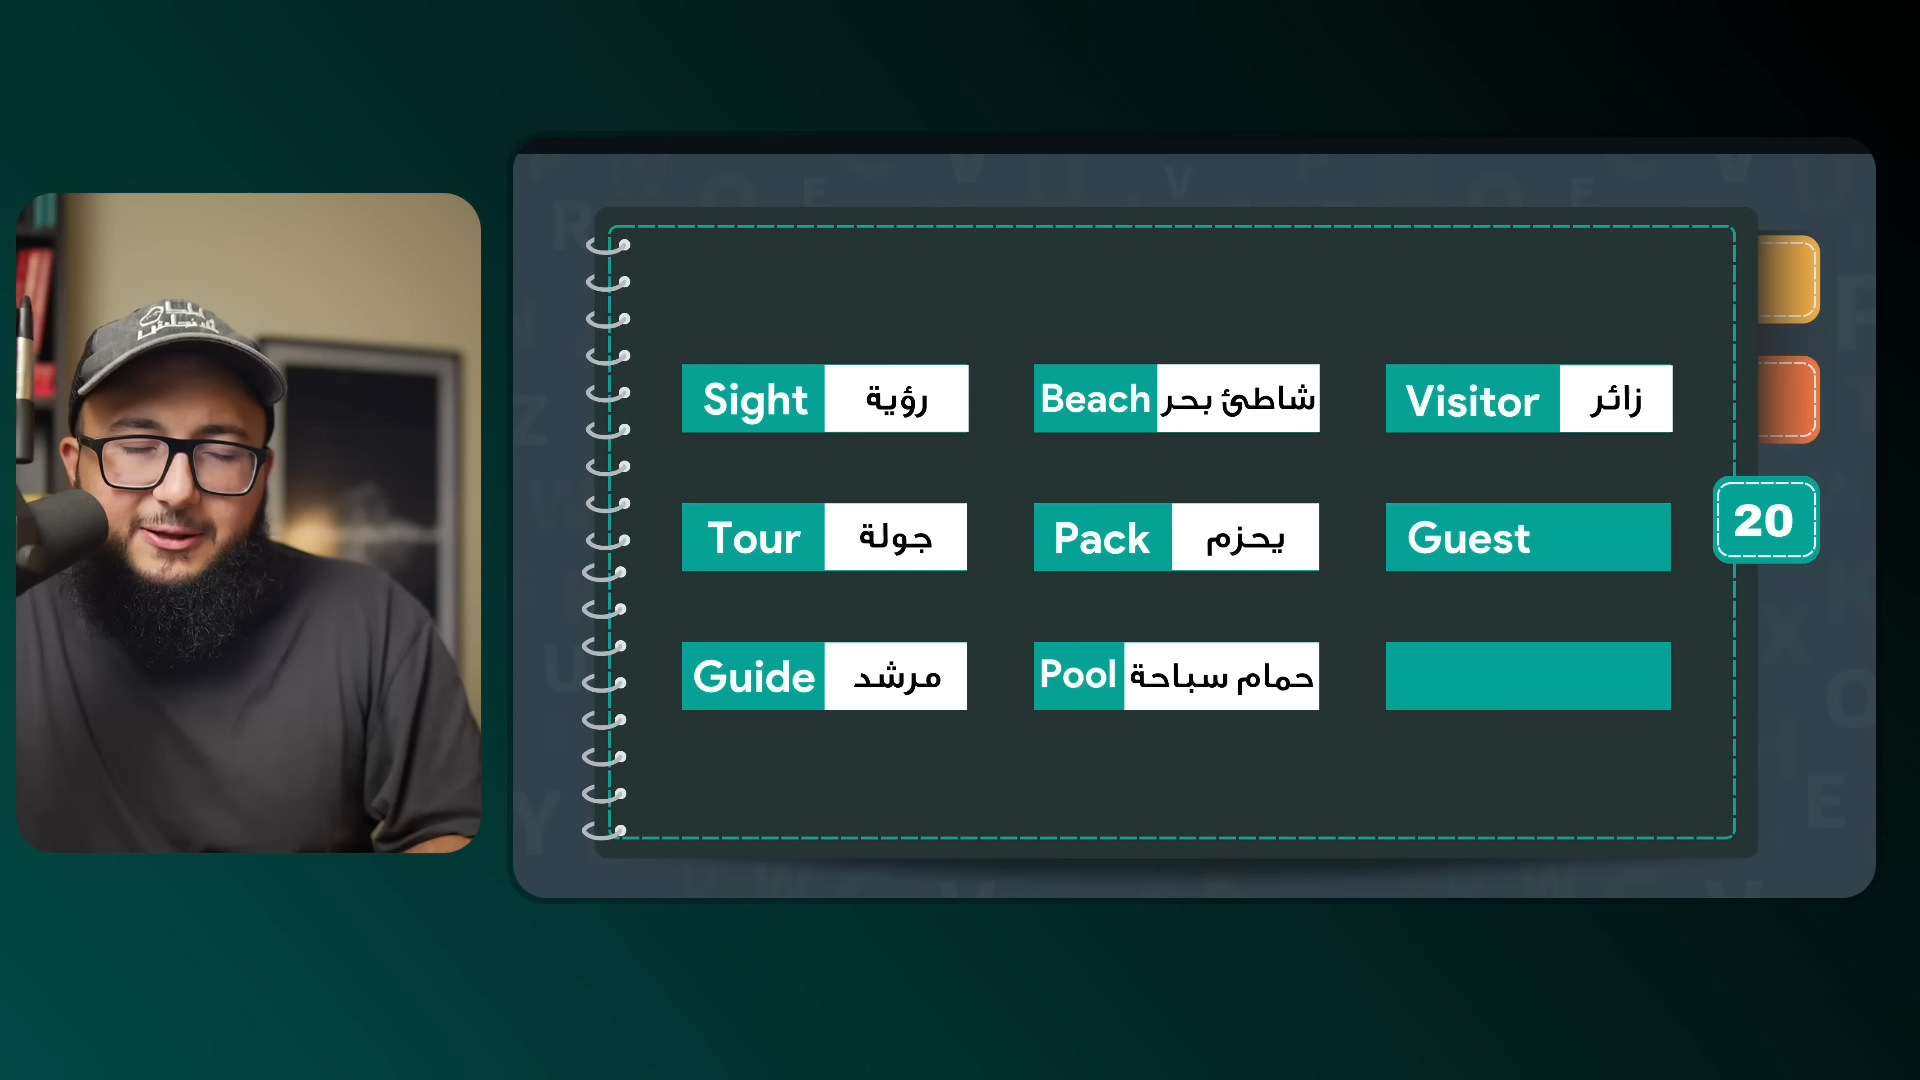 Sight رؤية
Beach شاطئ بحر
Visitor زائر
Tour جولة
Pack يحزم
Guest
20
Guide مرشد
Pool حمام سباحة